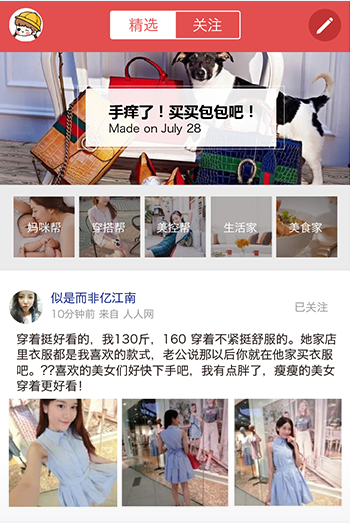 精选 关注
手痒了！买买包包吧！
Made on July 28
妈咪帮 穿搭帮 美控帮 生活家 美食家
似是而非亿江南
10分钟前 来自 人人网 已关注
穿着挺好看的，我130斤，160 穿着不紧挺舒服的。她家店
里衣服都是我喜欢的款式，老公说那以后你就在他家买衣服
吧。??喜欢的美女们好快下手吧，我有点胖了，瘦瘦的美女
穿着更好看！